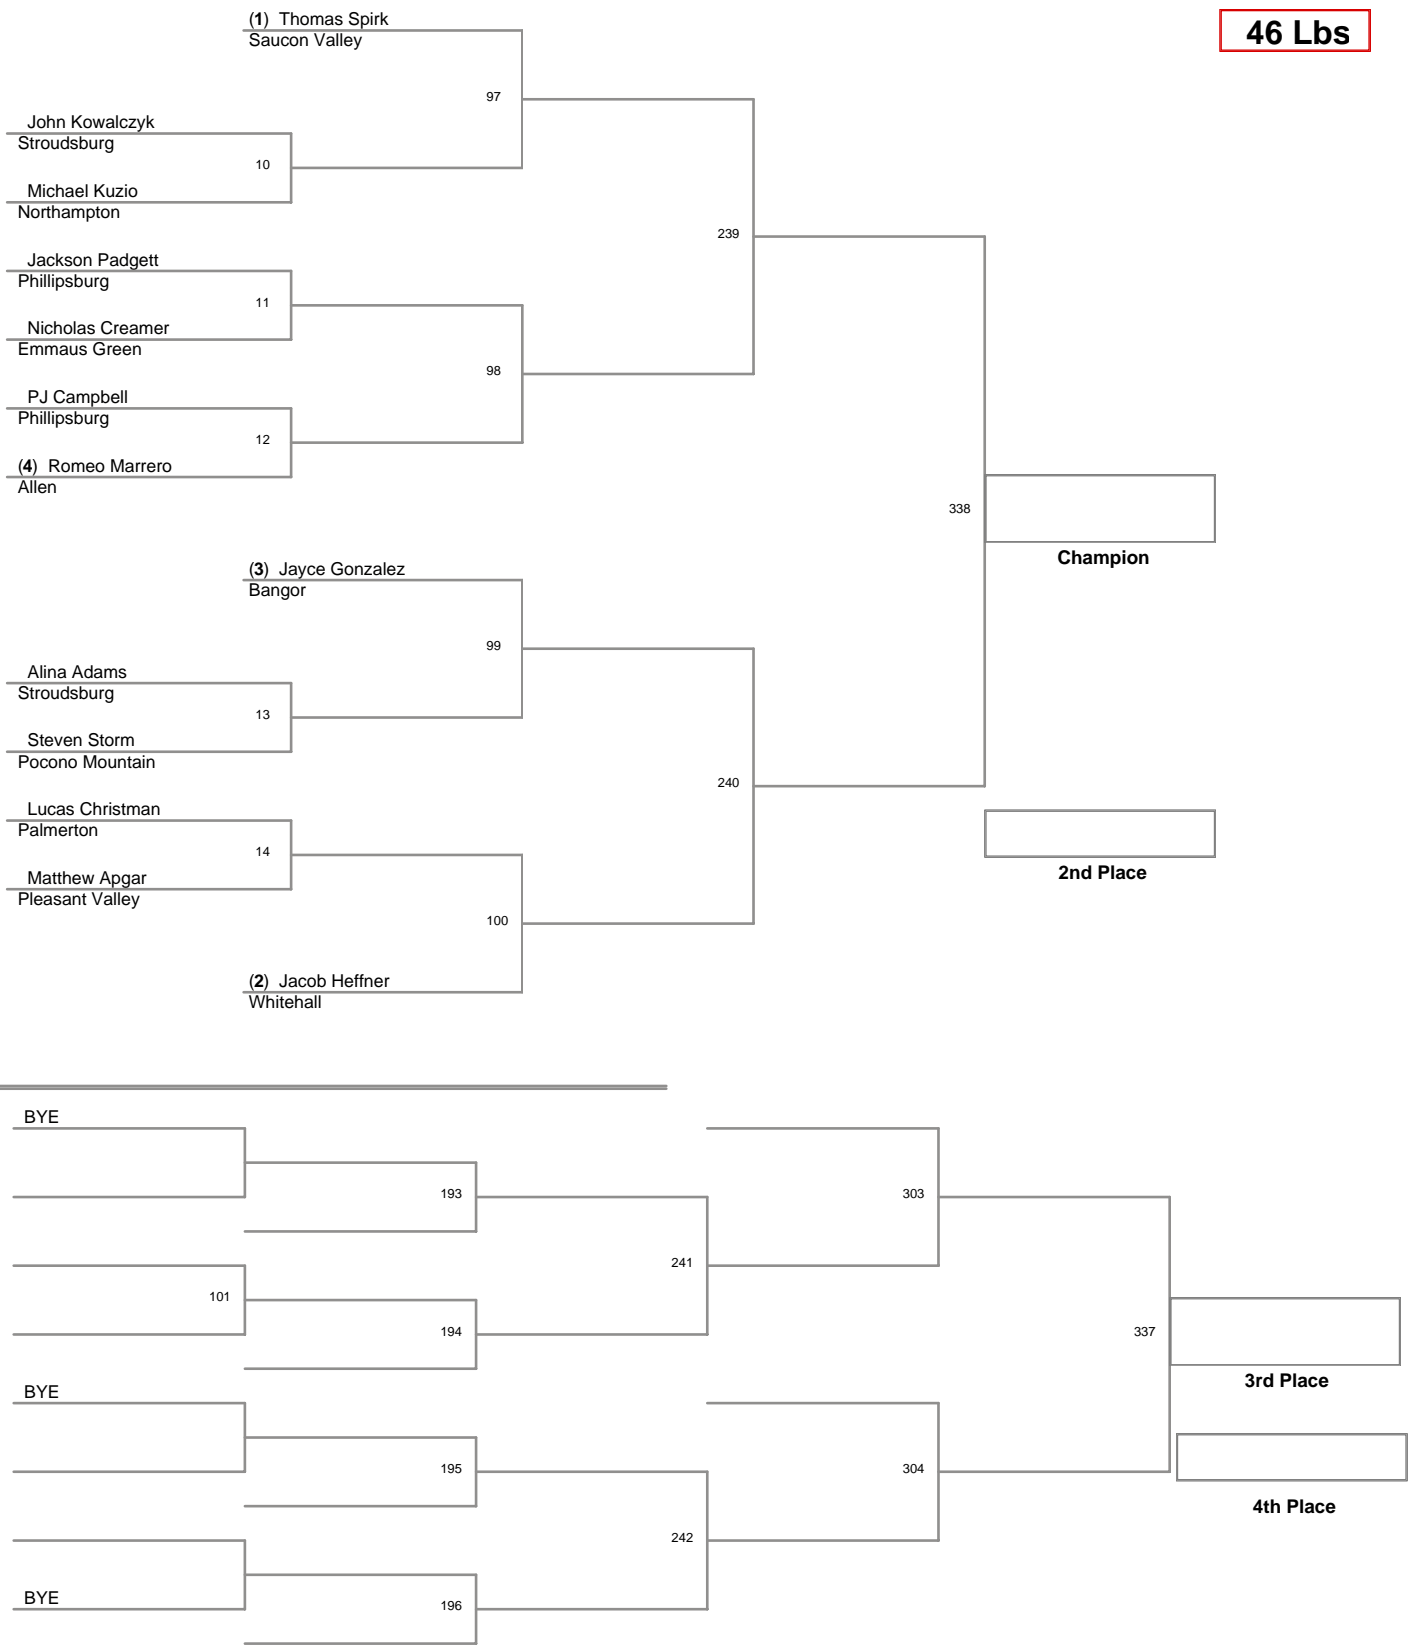 (1) Thomas Spirk
46 Lbs
Saucon Valley
97
John Kowalczyk
Stroudsburg
10
Michael Kuzio
Northampton
239
Jackson Padgett
Phillipsburg
11
Nicholas Creamer
Emmaus Green
98
PJ Campbell
Phillipsburg
12
(4) Romeo Marrero
Allen
338
Champion
(3) Jayce Gonzalez
Bangor
99
Alina Adams
Stroudsburg
13
Steven Storm
Pocono Mountain
240
Lucas Christman
Palmerton
14
2nd Place
Matthew Apgar
Pleasant Valley
100
(2) Jacob Heffner
Whitehall
BYE
193
303
241
101
194
337
3rd Place
BYE
195
304
4th Place
242
BYE
196